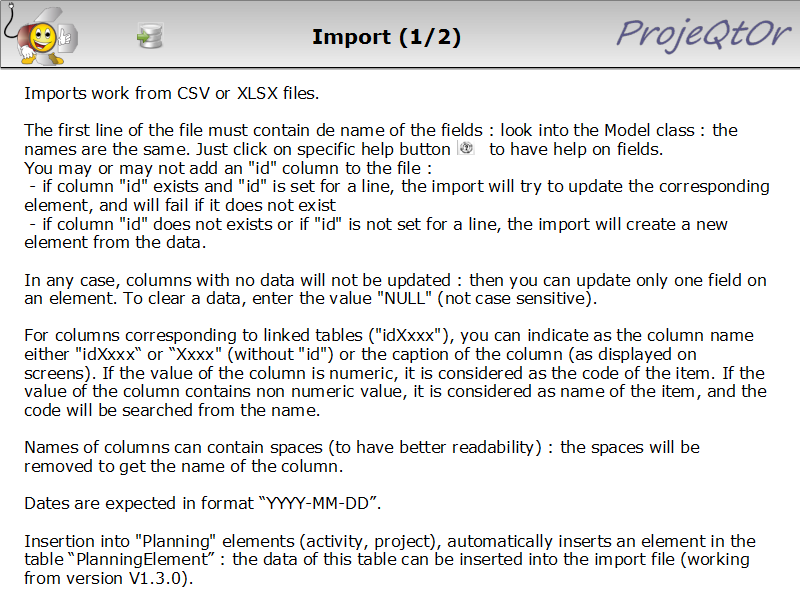 Import (1/2)
ProjeQtOr
Imports work from CSV or XLSX files.
The first line of the file must contain de name of the fields : look into the Model class : the
names are the same. Just click on specific help button to have help on fields.
You may or may not add an "id" column to the file :
- if column "id" exists and "id" is set for a line, the import will try to update the corresponding
element, and will fail if it does not exist
- if column "id" does not exists or if "id" is not set for a line, the import will create a new
element from the data.
In any case, columns with no data will not be updated : then you can update only one field on
an element. To clear a data, enter the value "NULL" (not case sensitive).
For columns corresponding to linked tables ("idXxxx"), you can indicate as the column name
either "idXxxx“ or “Xxxx" (without "id") or the caption of the column (as displayed on
screens). If the value of the column is numeric, it is considered as the code of the item. If the
value of the column contains non numeric value, it is considered as name of the item, and the
code will be searched from the name.
Names of columns can contain spaces (to have better readability) : the spaces will be
removed to get the name of the column.
Dates are expected in format “YYYY-MM-DD”.
Insertion into "Planning" elements (activity, project), automatically inserts an element in the
table “PlanningElement” : the data of this table can be inserted into the import file (working
from version V1.3.0).